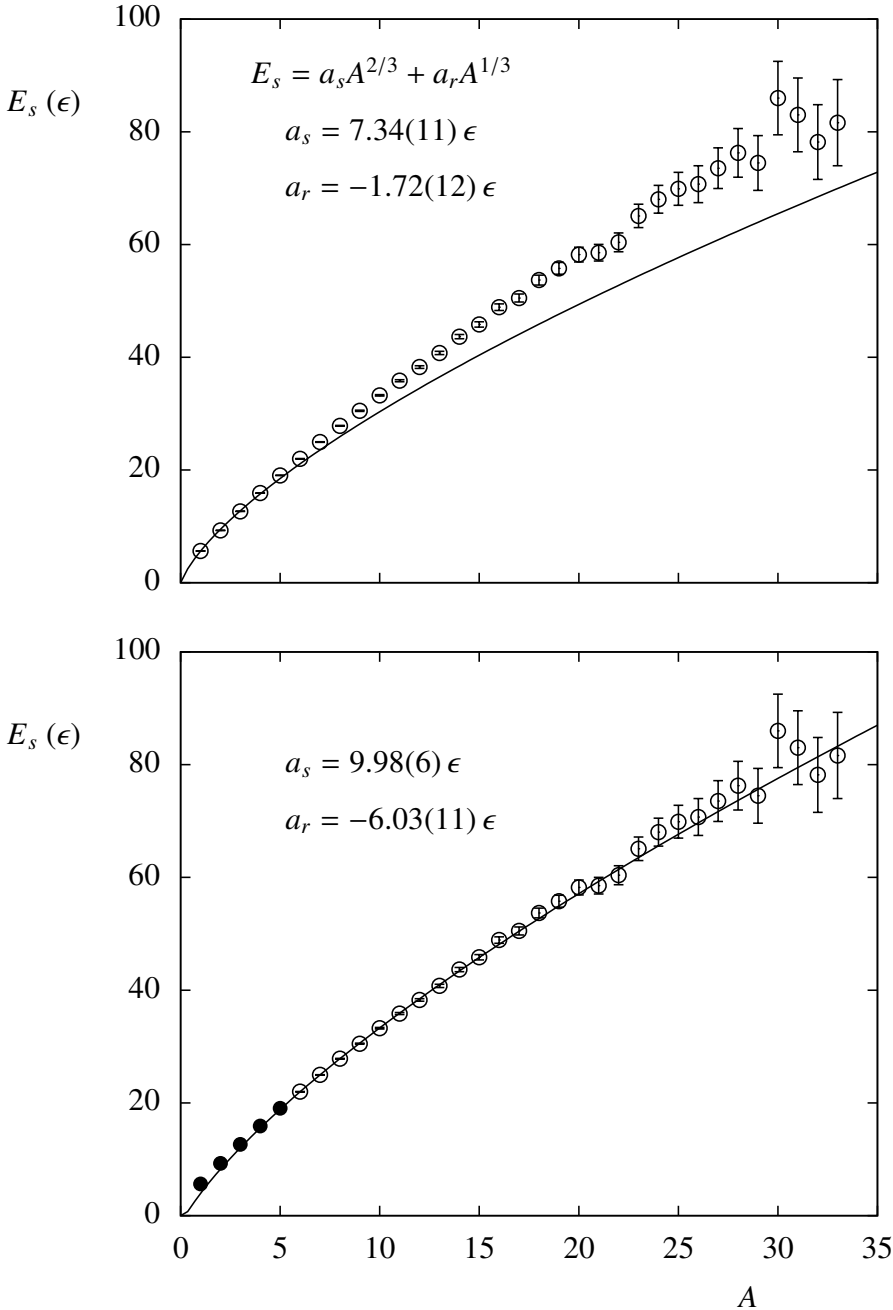 100
E_s = a_s A^{2/3} + a_r A^{1/3}
E_s (ϵ)
80
a_s = 7.34(11) ϵ
a_r = −1.72(12) ϵ
60
40
20
0
100
E_s (ϵ)
80
a_s = 9.98(6) ϵ
a_r = −6.03(11) ϵ
60
40
20
0
0 5 10 15 20 25 30 35
A